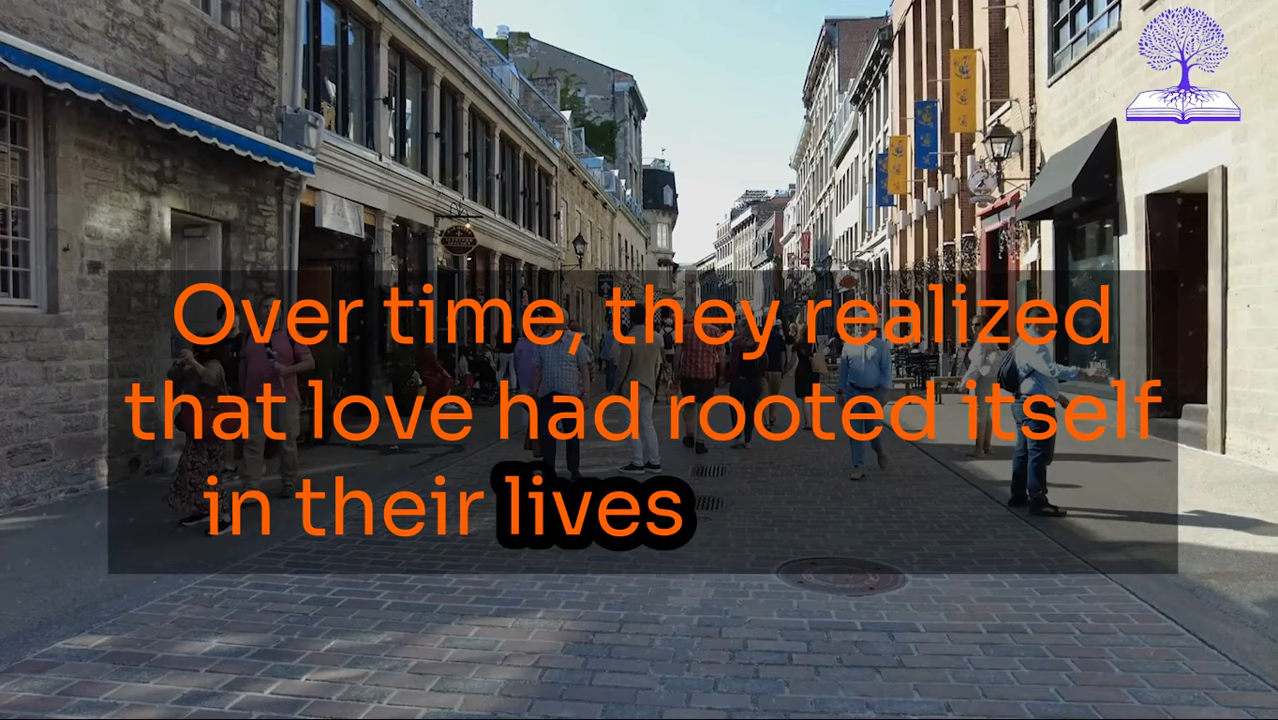 Over time, they realized
that love had rooted itself
in their lives